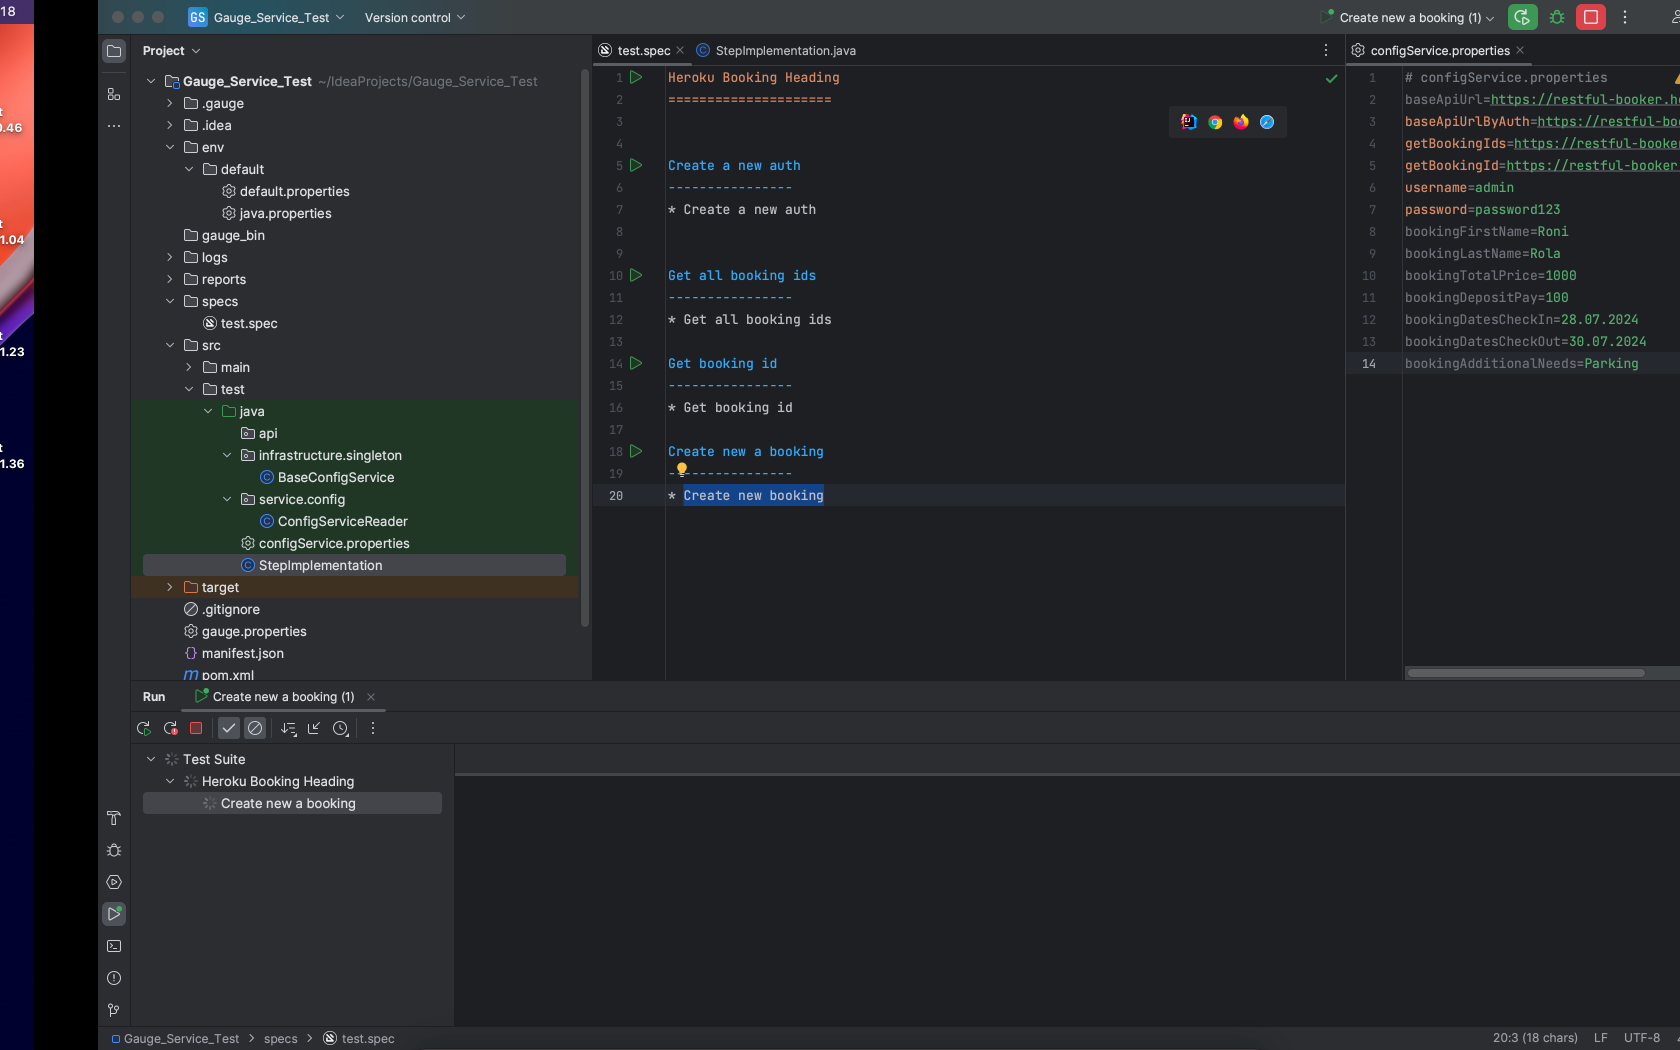 18
t
0.46
t
1.04
t
1.23
t
1.36
GS Gauge_Service_Test Version control
Create new a booking (1)
Project
Gauge_Service_Test ~/IdeaProjects/Gauge_Service_Test
.gauge
.idea
env
default
default.properties
java.properties
gauge_bin
logs
reports
specs
test.spec
src
main
test
java
api
infrastructure.singleton
BaseConfigService
service.config
ConfigServiceReader
configService.properties
StepImplementation
target
.gitignore
gauge.properties
manifest.json
pom.xml
test.spec StepImplementation.java
1 Heroku Booking Heading
2 =====================
3
4
5 Create a new auth
6 ----------------
7 * Create a new auth
8
9
10 Get all booking ids
11 ----------------
12 * Get all booking ids
13
14 Get booking id
15 ----------------
16 * Get booking id
17
18 Create new a booking
19 ----------------
20 * Create new booking
configService.properties
1 # configService.properties
2 baseApiUrl=https://restful-booker.he
3 baseApiUrlByAuth=https://restful-boo
4 getBookingIds=https://restful-booker
5 getBookingId=https://restful-booker.
6 username=admin
7 password=password123
8 bookingFirstName=Roni
9 bookingLastName=Rola
10 bookingTotalPrice=1000
11 bookingDepositPay=100
12 bookingDatesCheckIn=28.07.2024
13 bookingDatesCheckOut=30.07.2024
14 bookingAdditionalNeeds=Parking
Run Create new a booking (1)
Test Suite
Heroku Booking Heading
Create new a booking
Gauge_Service_Test > specs > test.spec
20:3 (18 chars) LF UTF-8